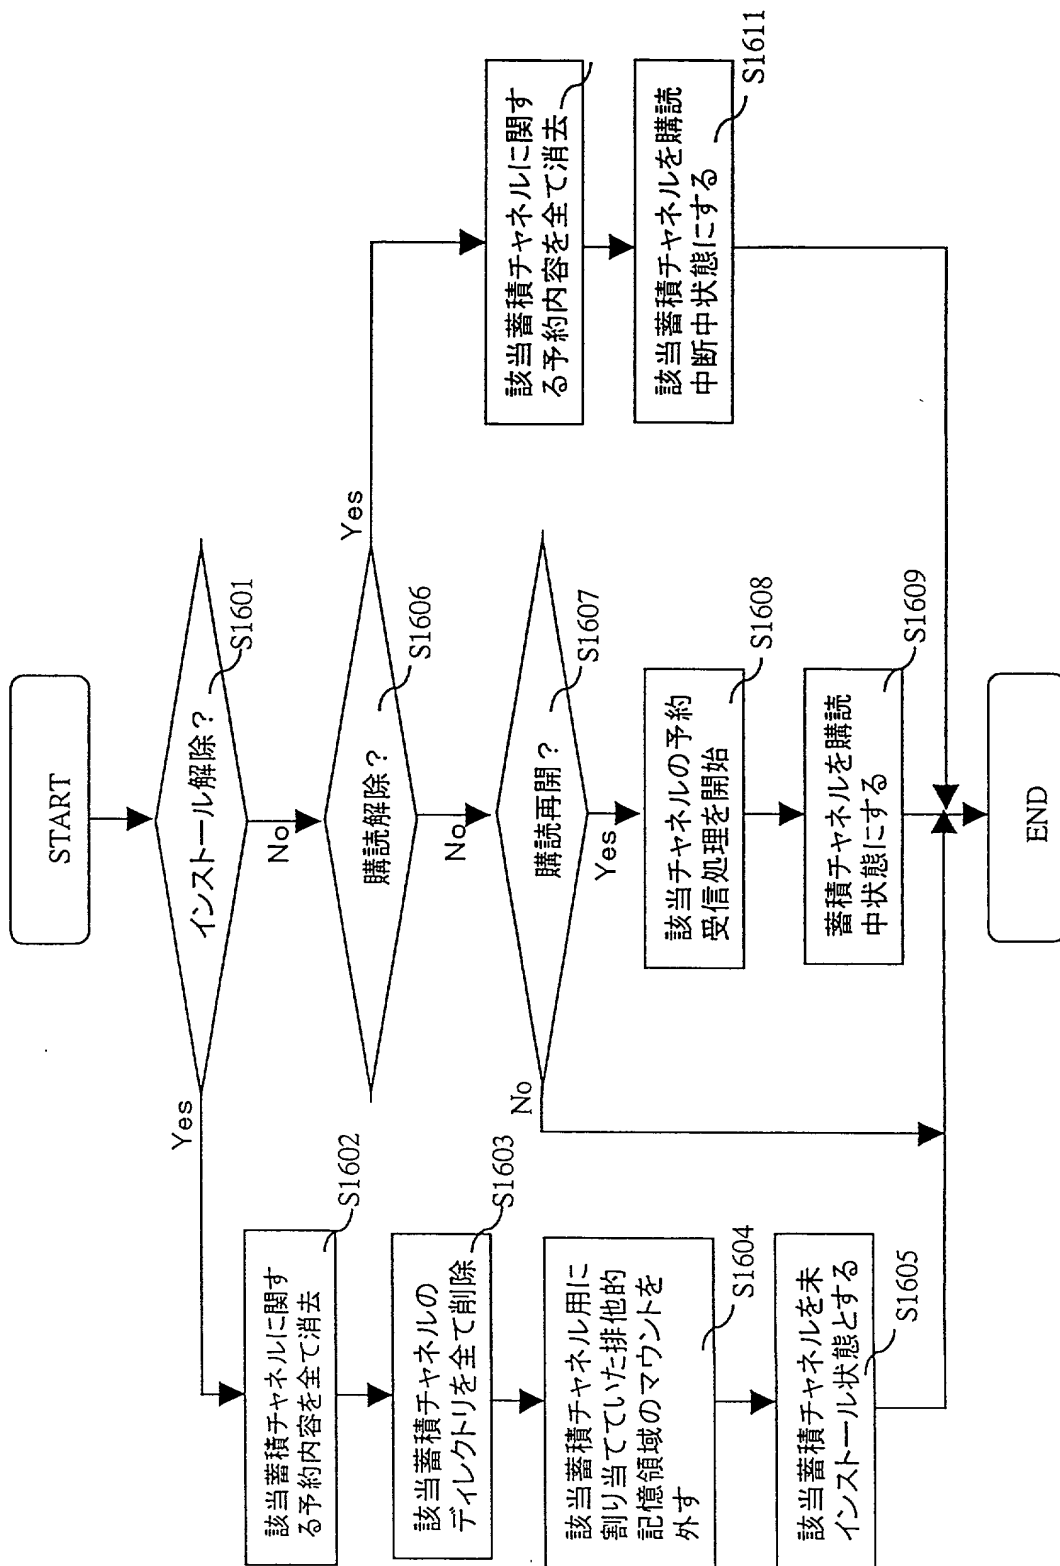 START
インストール解除？
S1601
Yes
No
該当蓄積チャネルに関す
る予約内容を全て消去
S1602
該当蓄積チャネルの
ディレクトリを全て削除
S1603
該当蓄積チャネル用に
割り当てていた排他的
記憶領域のマウントを
外す
S1604
該当蓄積チャネルを未
インストール状態とする
S1605
購読解除？
S1606
Yes
No
購読再開？
S1607
No
Yes
該当チャネルの予約
受信処理を開始
S1608
蓄積チャネルを購読
中状態にする
S1609
該当蓄積チャネルに関す
る予約内容を全て消去
該当蓄積チャネルを購読
中断中状態にする
S1611
END